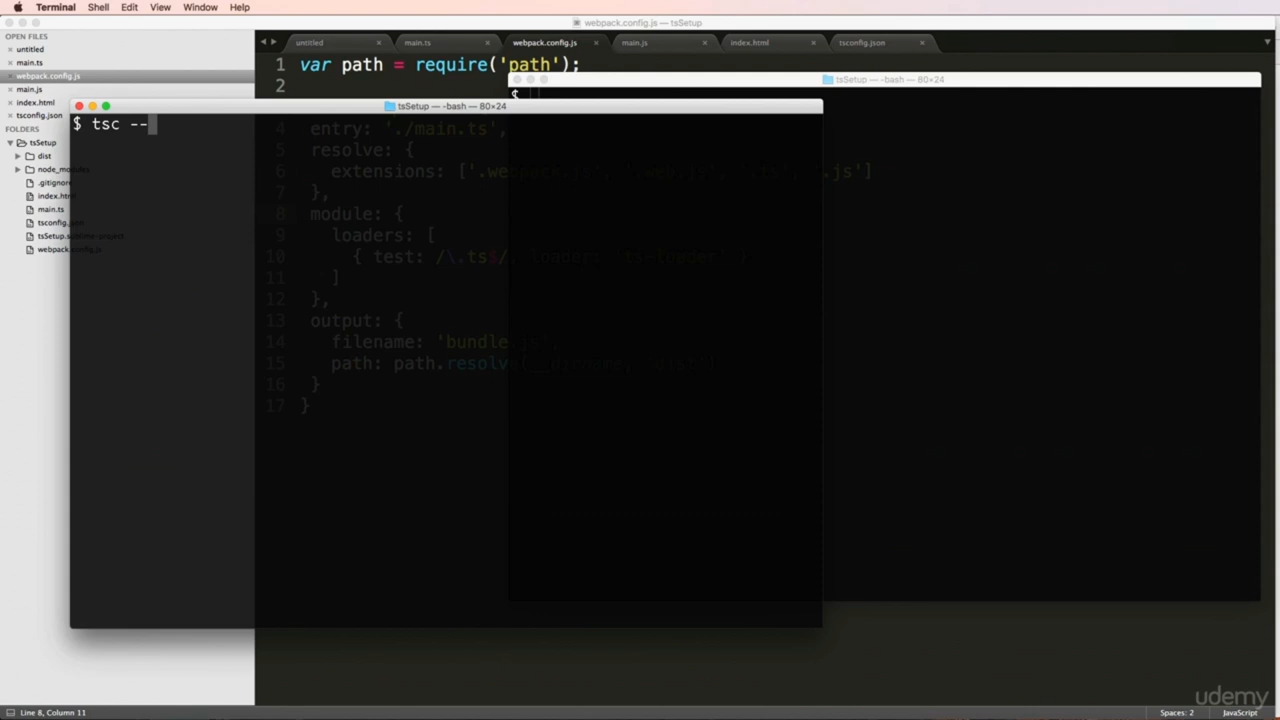 Terminal Shell Edit View Window Help
webpack.config.js — tsSetup
OPEN FILES
untitled
main.ts
webpack.config.js
main.js
index.html
tsconfig.json
FOLDERS
tsSetup
dist
node_modules
.gitignore
index.html
main.ts
tsconfig.json
tsSetup.sublime-project
webpack.config.js
untitled main.ts webpack.config.js main.js index.html tsconfig.json
1 var path = require('path');
2
tsSetup — -bash — 80×24
$
tsSetup — -bash — 80×24
$ tsc --
4 entry: './main.ts',
5 resolve: {
6 extensions: ['.webpack.js', '.web.js', '.ts', '.js']
7 },
8 module: {
9 loaders: [
10 { test: /\.ts$/, loader: 'ts-loader' }
11 ]
12 },
13 output: {
14 filename: 'bundle.js',
15 path: path.resolve(__dirname, 'dist')
16 }
17 }
udemy
Line 8, Column 11 Spaces: 2 JavaScript